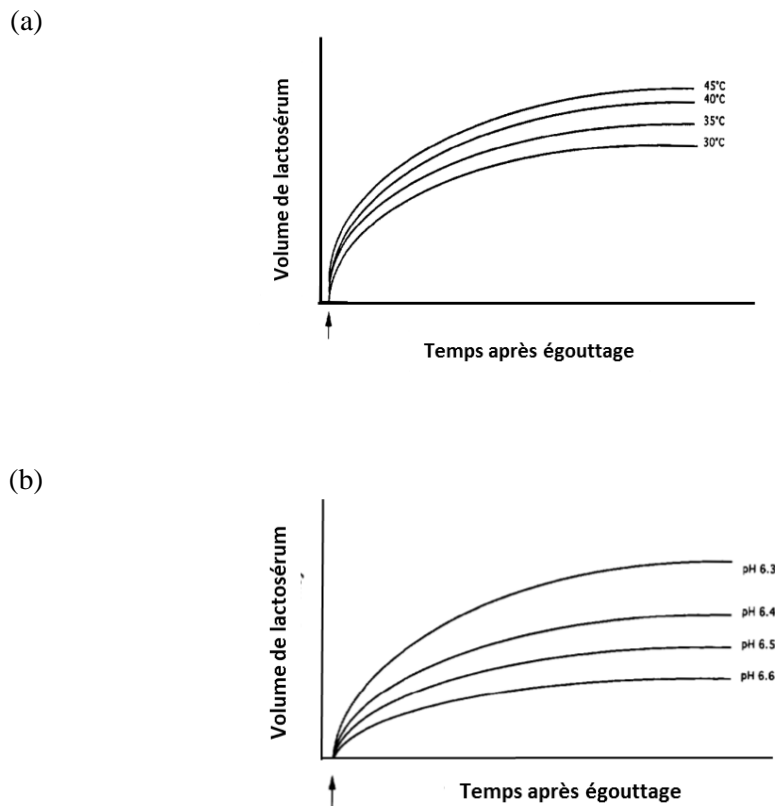 (a)
Volume de lactosérum
45°C
40°C
35°C
30°C
Temps après égouttage
(b)
Volume de lactosérum
pH 6.3
pH 6.4
pH 6.5
pH 6.6
Temps après égouttage